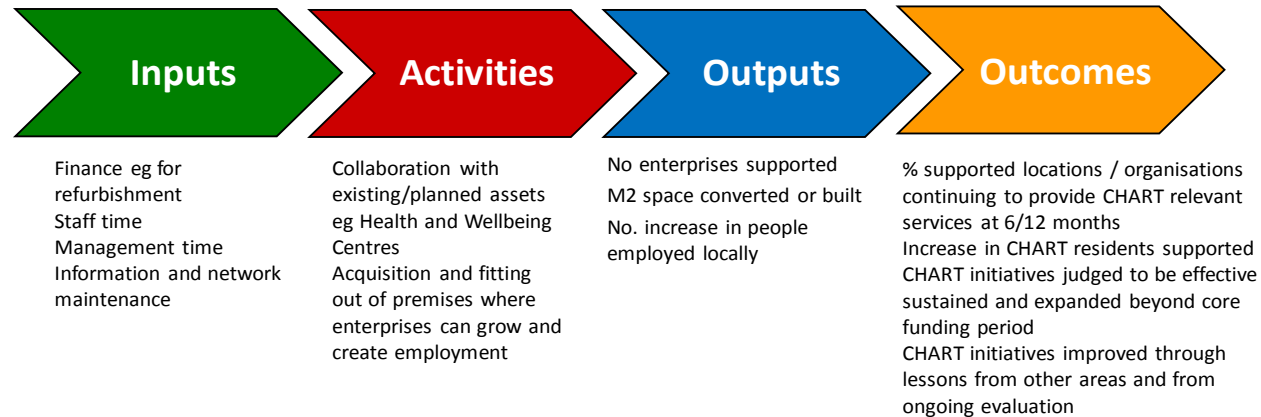 Inputs
Activities
Outputs
Outcomes
Finance eg for
refurbishment
Staff time
Management time
Information and network
maintenance
Collaboration with
existing/planned assets
eg Health and Wellbeing
Centres
Acquisition and fitting
out of premises where
enterprises can grow and
create employment
No enterprises supported
M2 space converted or built
No. increase in people
employed locally
% supported locations / organisations
continuing to provide CHART relevant
services at 6/12 months
Increase in CHART residents supported
CHART initiatives judged to be effective
sustained and expanded beyond core
funding period
CHART initiatives improved through
lessons from other areas and from
ongoing evaluation